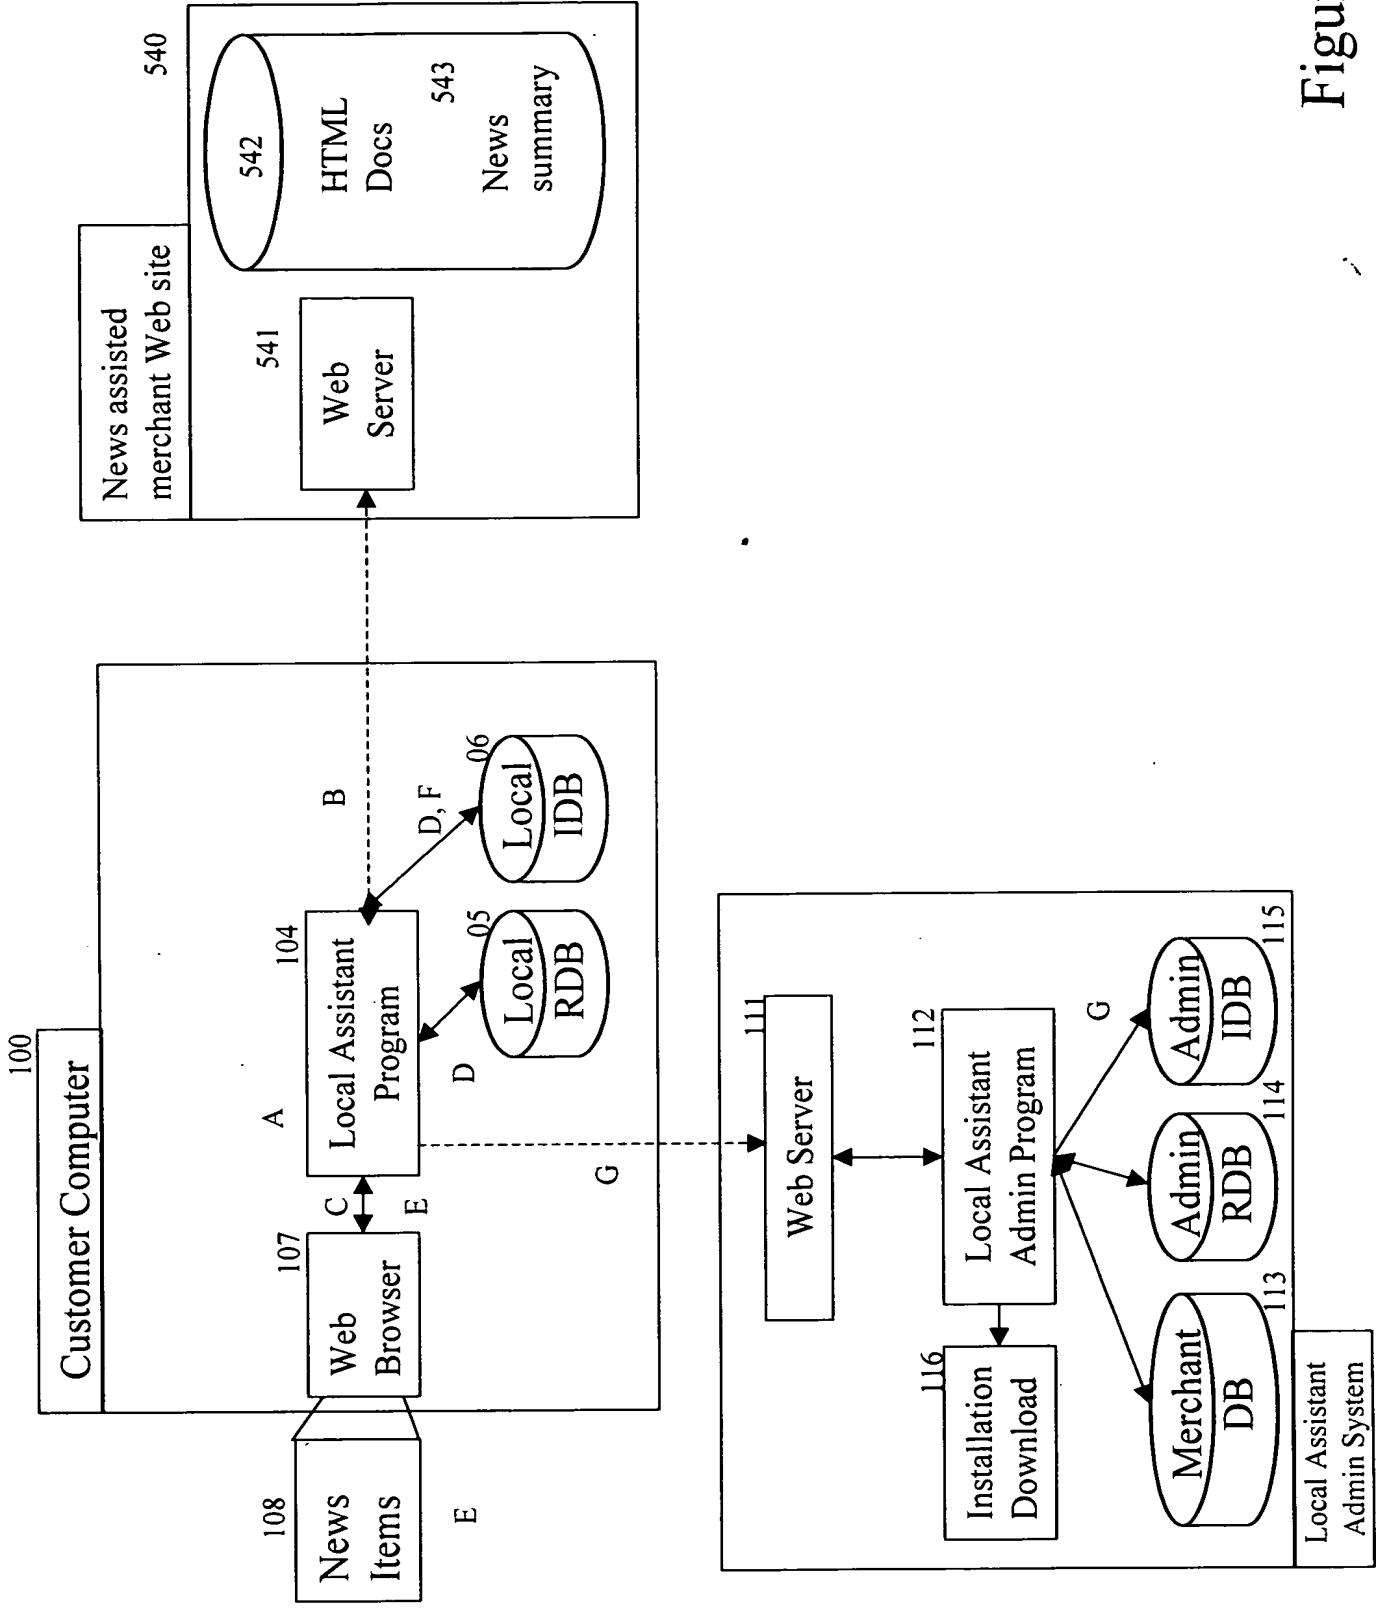 100
Customer Computer
108
News
Items
E
107
Web
Browser
C
E
A
104
Local Assistant
Program
B
D
05
Local
RDB
D, F
06
Local
IDB
G
News assisted
merchant Web site
540
541
Web
Server
542
HTML
Docs
543
News
summary
111
Web Server
112
Local Assistant
Admin Program
116
Installation
Download
G
Merchant
DB
113
Admin
RDB
114
Admin
IDB
115
Local Assistant
Admin System